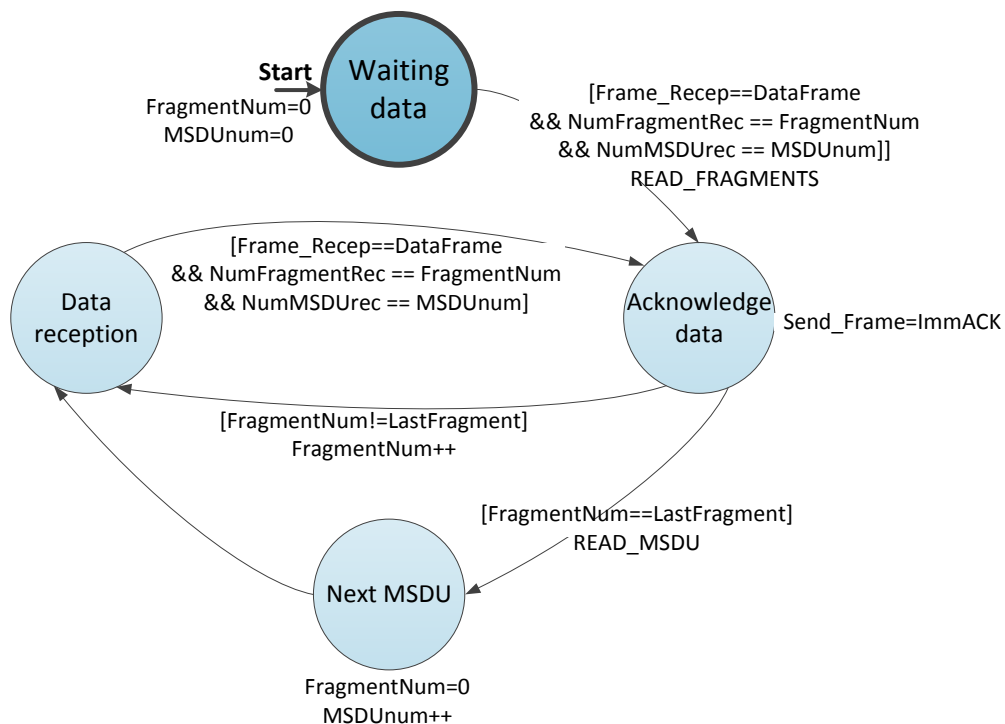 Start
FragmentNum=0
MSDUnum=0
Waiting
data
[Frame_Recep==DataFrame
&& NumFragmentRec == FragmentNum
&& NumMSDUrec == MSDUnum]]
READ_FRAGMENTS
[Frame_Recep==DataFrame
&& NumFragmentRec == FragmentNum
&& NumMSDUrec == MSDUnum]
Data
reception
Acknowledge
data
Send_Frame=ImmACK
[FragmentNum!=LastFragment]
FragmentNum++
[FragmentNum==LastFragment]
READ_MSDU
Next MSDU
FragmentNum=0
MSDUnum++